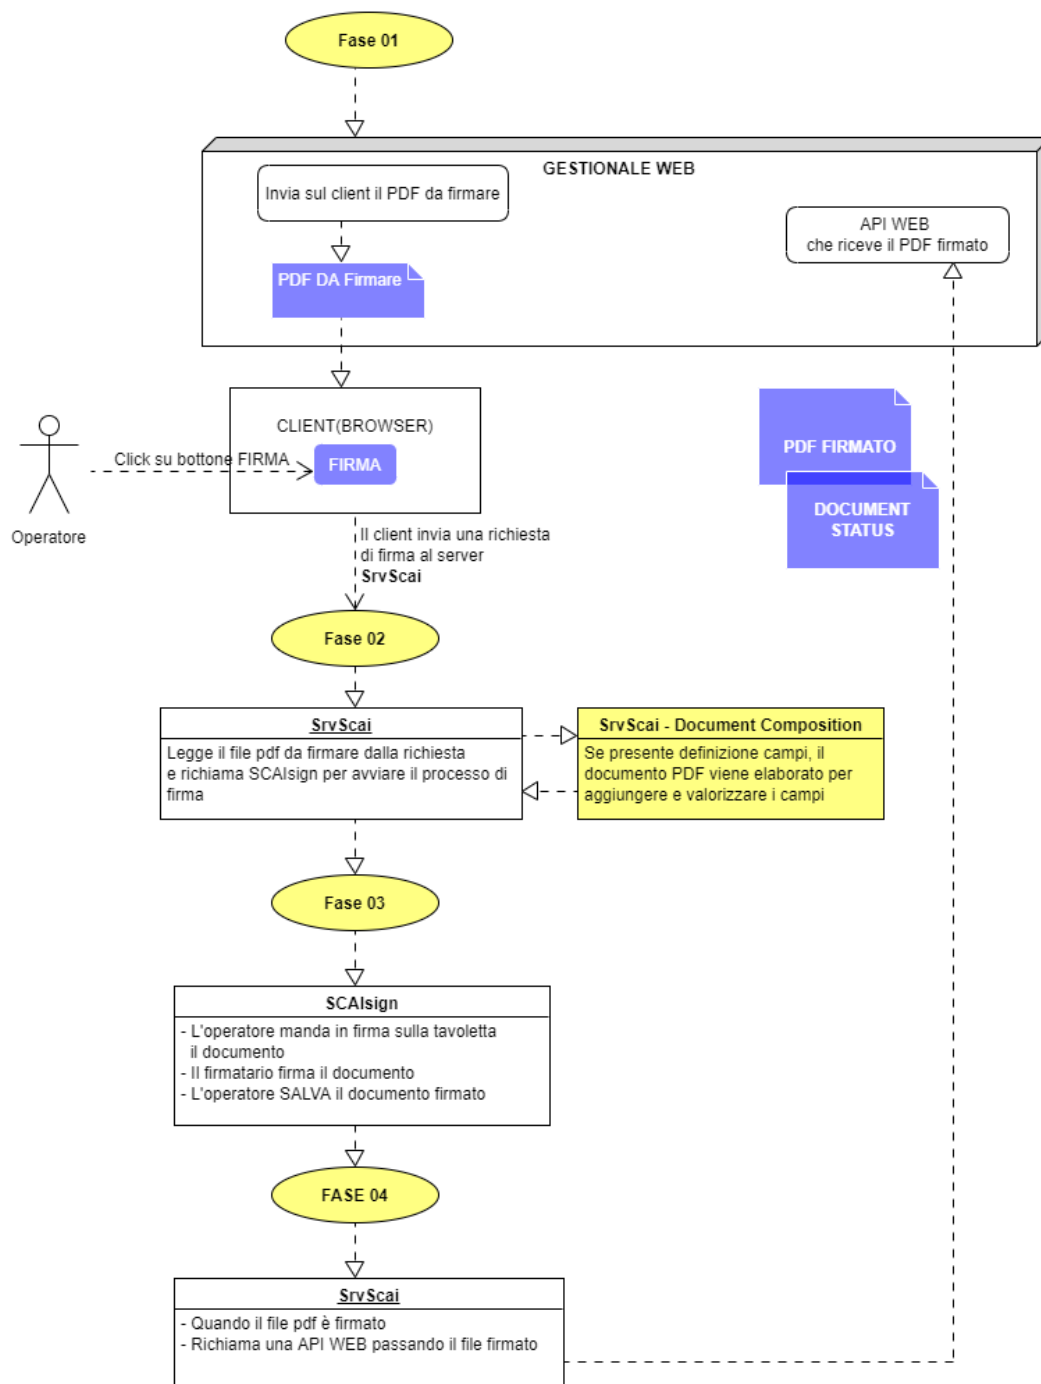 Fase 01
GESTIONALE WEB
Invia sul client il PDF da firmare
API WEB
che riceve il PDF firmato
PDF DA Firmare
CLIENT(BROWSER)
Click su bottone FIRMA
FIRMA
Operatore
PDF FIRMATO
DOCUMENT
STATUS
Il client invia una richiesta
di firma al server
SrvScai
Fase 02
SrvScai
Legge il file pdf da firmare dalla richiesta
e richiama SCAIsign per avviare il processo di
firma
SrvScai - Document Composition
Se presente definizione campi, il
documento PDF viene elaborato per
aggiungere e valorizzare i campi
Fase 03
SCAIsign
- L'operatore manda in firma sulla tavoletta
il documento
- Il firmatario firma il documento
- L'operatore SALVA il documento firmato
FASE 04
SrvScai
- Quando il file pdf è firmato
- Richiama una API WEB passando il file firmato